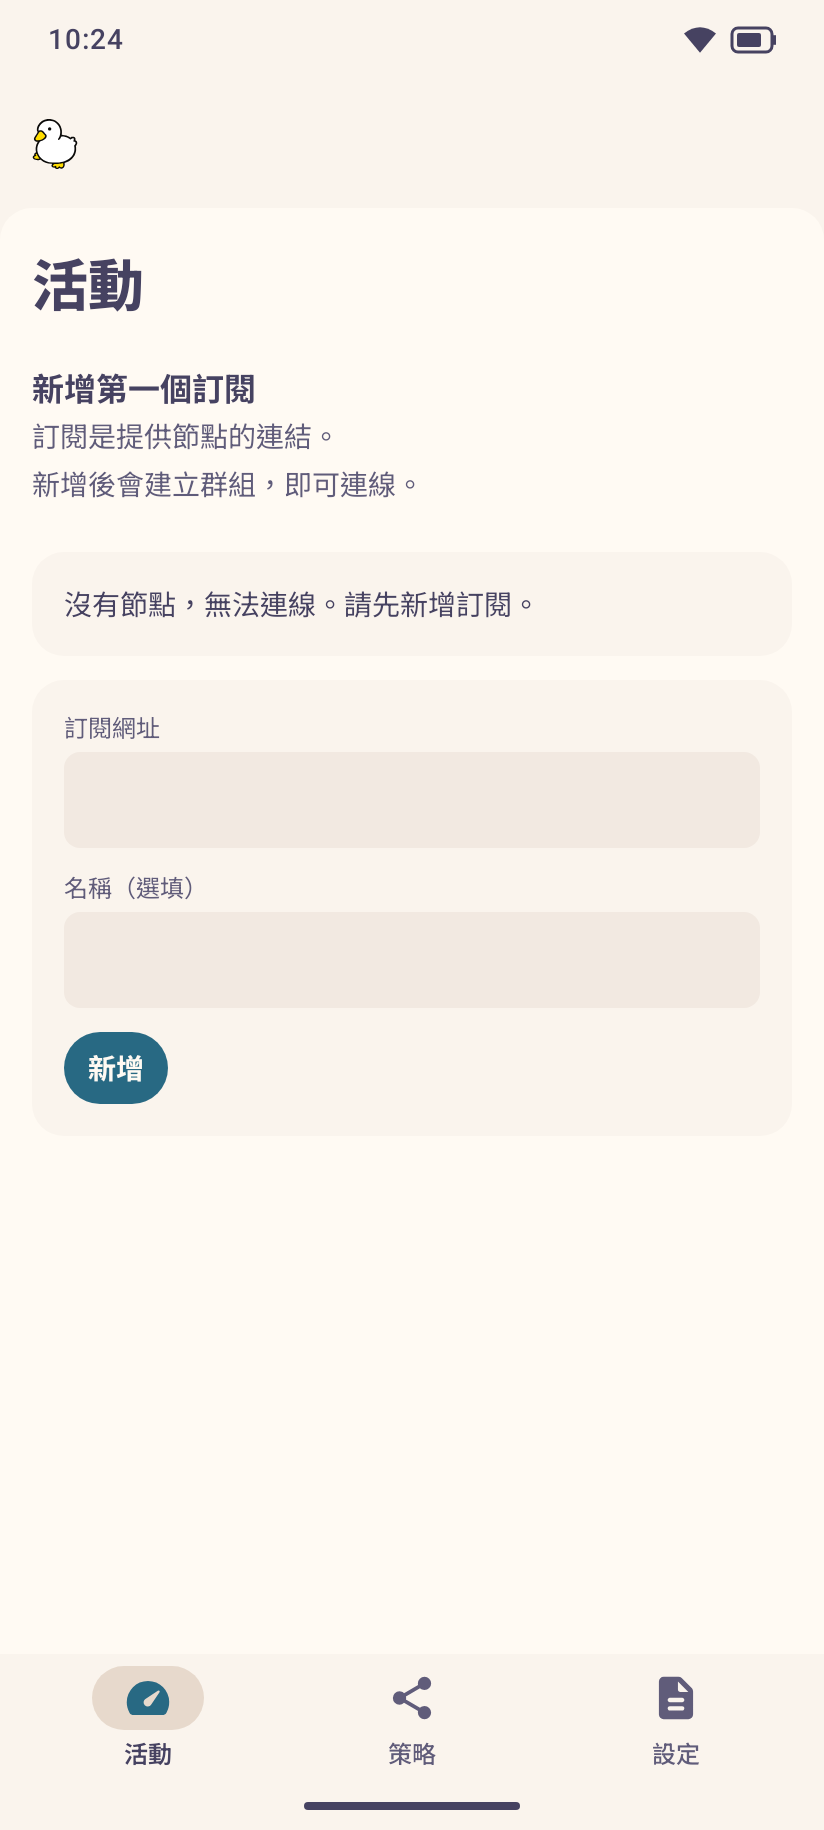 10:24
活動
新增第一個訂閱
訂閱是提供節點的連結。
新增後會建立群組，即可連線。
沒有節點，無法連線。請先新增訂閱。
訂閱網址
名稱（選填）
新增
活動
策略
設定